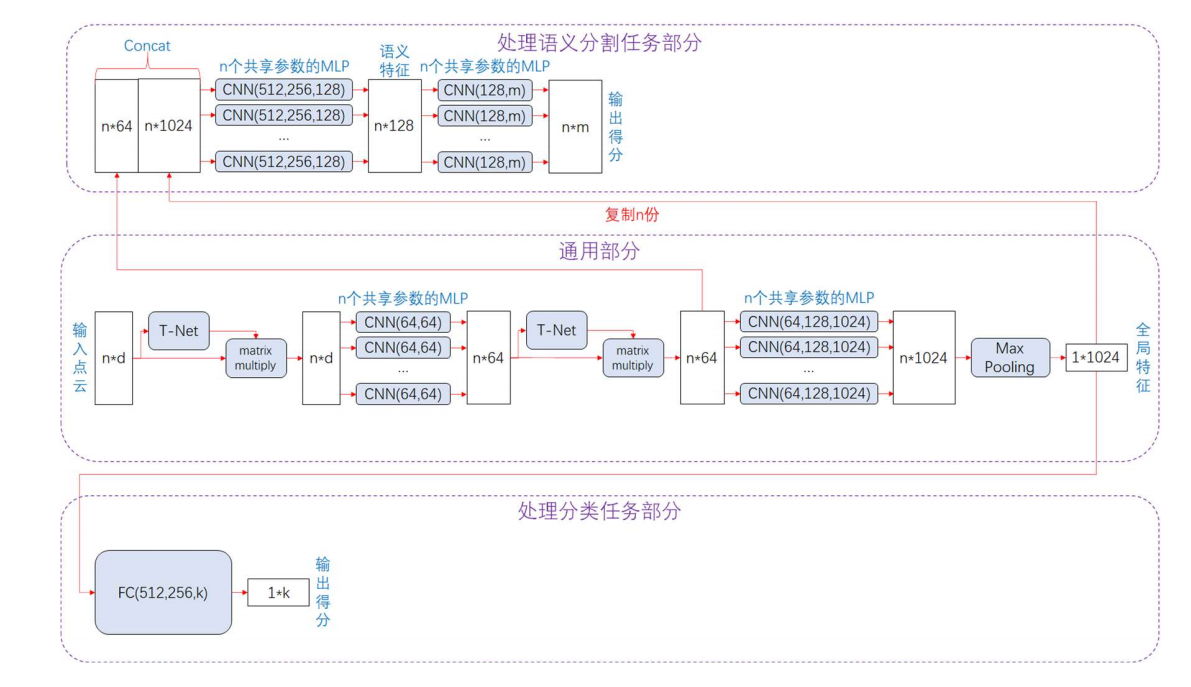 处理语义分割任务部分
Concat
n个共享参数的MLP
语义
特征
n个共享参数的MLP
n*64
n*1024
CNN(512,256,128)
CNN(512,256,128)
...
CNN(512,256,128)
n*128
CNN(128,m)
CNN(128,m)
...
CNN(128,m)
n*m
输出得分
复制n份
通用部分
输入点云
n*d
T-Net
matrix
multiply
n*d
n个共享参数的MLP
CNN(64,64)
CNN(64,64)
...
CNN(64,64)
n*64
T-Net
matrix
multiply
n*64
n个共享参数的MLP
CNN(64,128,1024)
CNN(64,128,1024)
...
CNN(64,128,1024)
n*1024
Max
Pooling
1*1024
全局特征
处理分类任务部分
FC(512,256,k)
1*k
输出得分